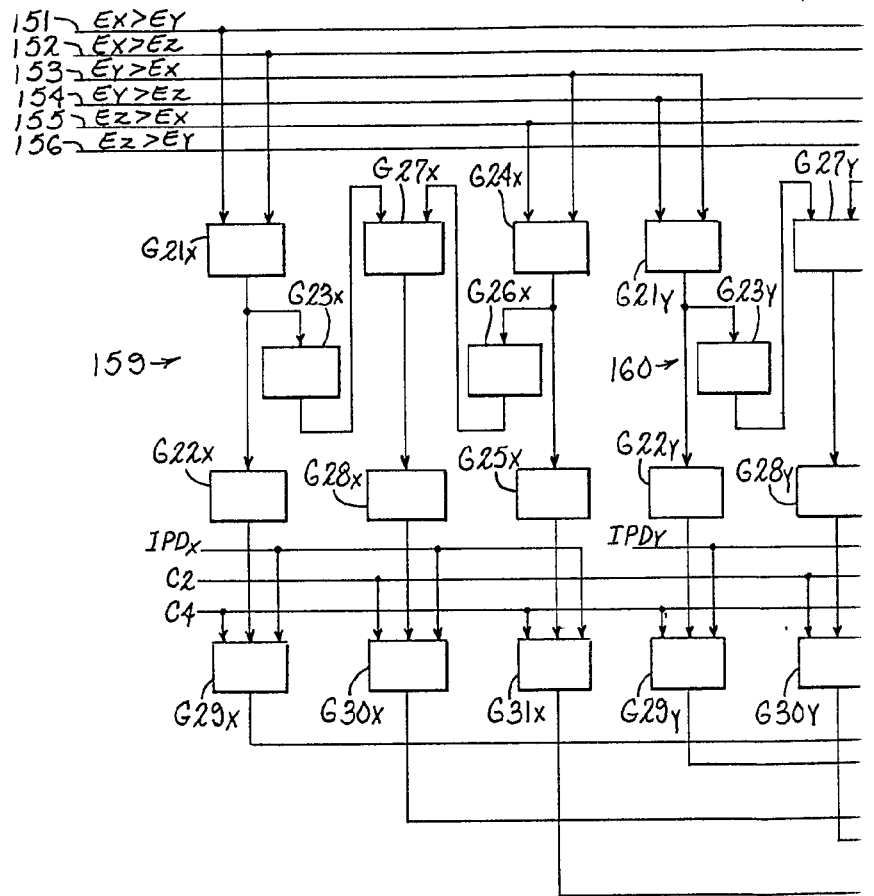 151 Ex>EY
152 Ex>Ez
153 EY>Ex
154 EY>Ez
155 Ez>Ex
156 Ez>EY
G27x G24x G27Y
G21x G21Y
G23x G26x G23Y
159 160
G22x G28x G25x G22Y G28Y
IPDx IPDY
C2
C4
G29x G30x G31x G29Y G30Y